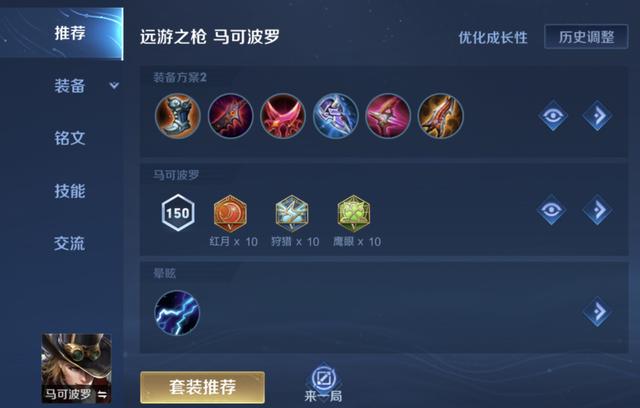 推荐
装备
铭文
技能
交流
马可波罗
远游之枪 马可波罗
优化成长性
历史调整
装备方案2
马可波罗
150
红月 x 10
狩猎 x 10
鹰眼 x 10
晕眩
套装推荐
来一局